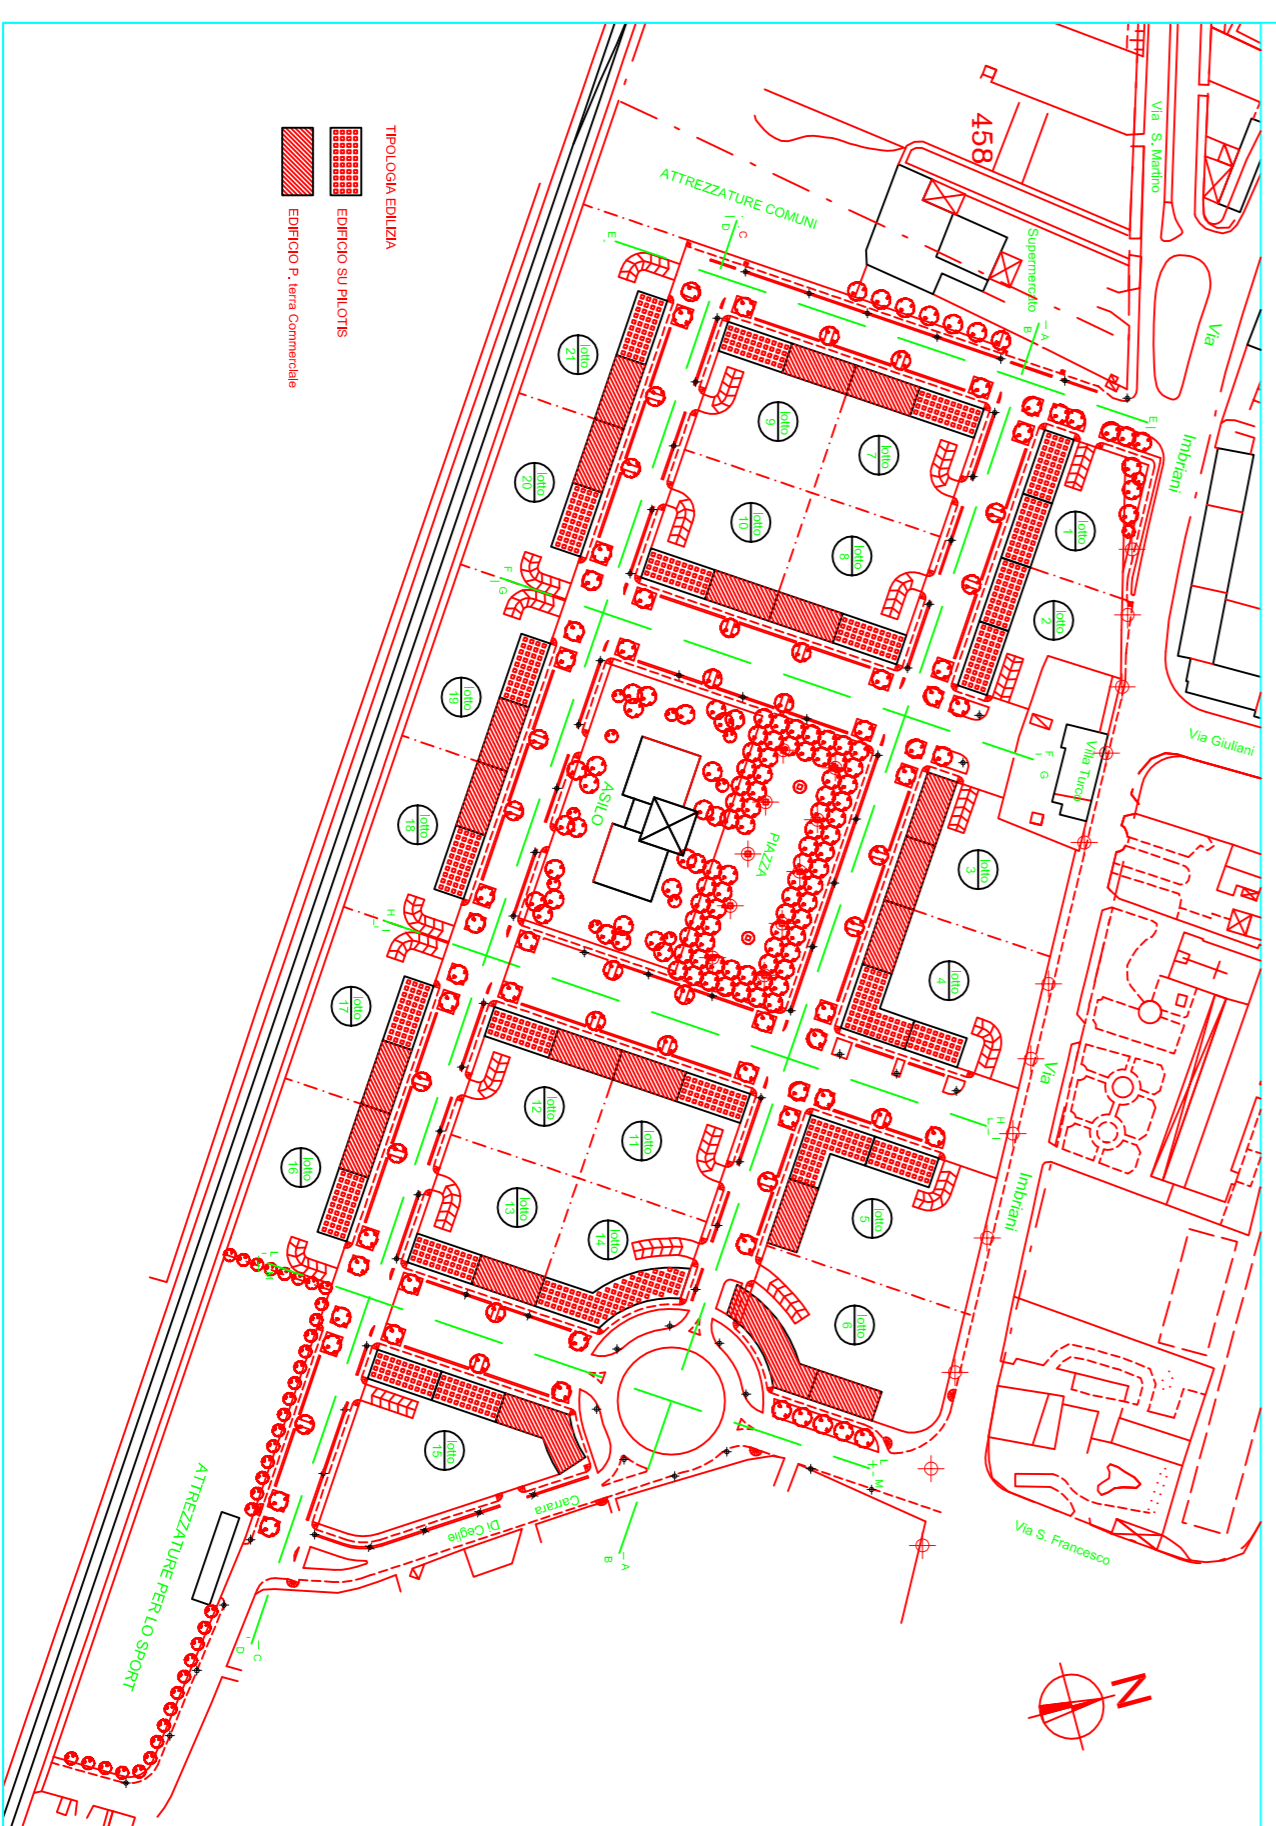 TIPOLOGIA EDILIZIA
EDIFICIO SU PILOTIS
EDIFICIO P. terra Commerciale
458
Via S. Martino
ATTREZZATURE COMUNI
Supermercato
Via
Imbriani
Via Giuliani
Villa Turco
C
D
A
B
E
E
lotto
21
lotto
20
lotto
9
lotto
7
lotto
10
lotto
8
lotto
1
lotto
2
F
G
F
G
lotto
19
lotto
18
ASILO
PIAZZA
lotto
3
lotto
4
H
I
H
I
Via
Imbriani
lotto
17
lotto
16
lotto
12
lotto
11
lotto
13
lotto
14
lotto
5
lotto
6
L
M
L
M
lotto
15
Carrara
Di Ceglie
A
B
C
D
Via S. Francesco
ATTREZZATURE PER LO SPORT
N